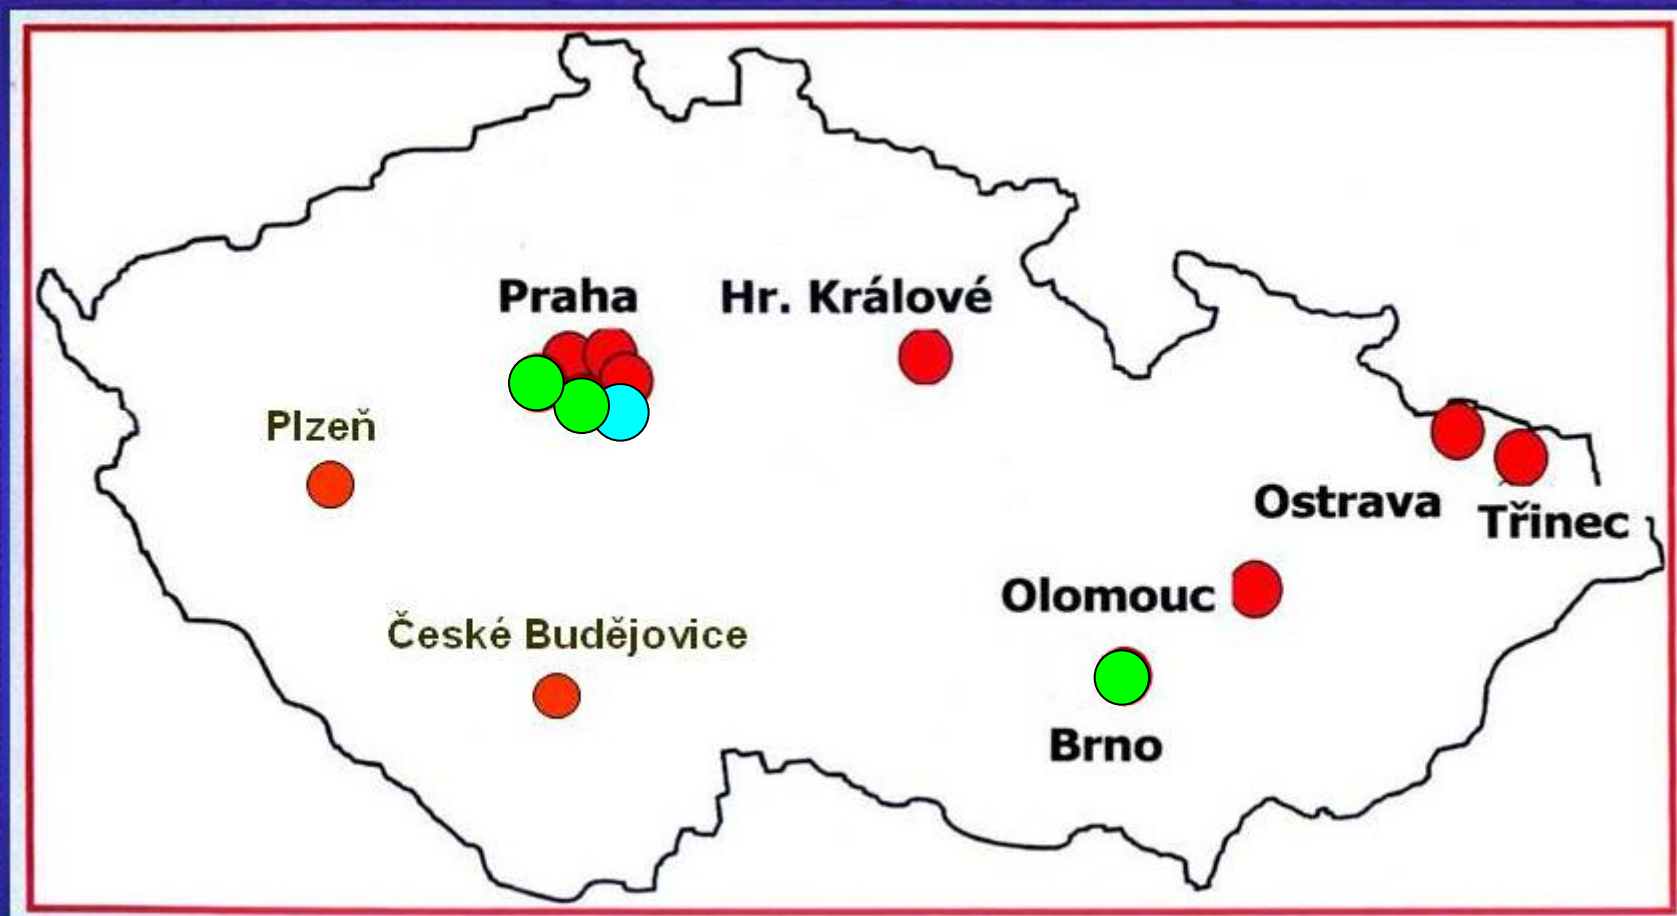 Praha
Hr. Králové
Plzeň
Ostrava
Třinec
Olomouc
České Budějovice
Brno